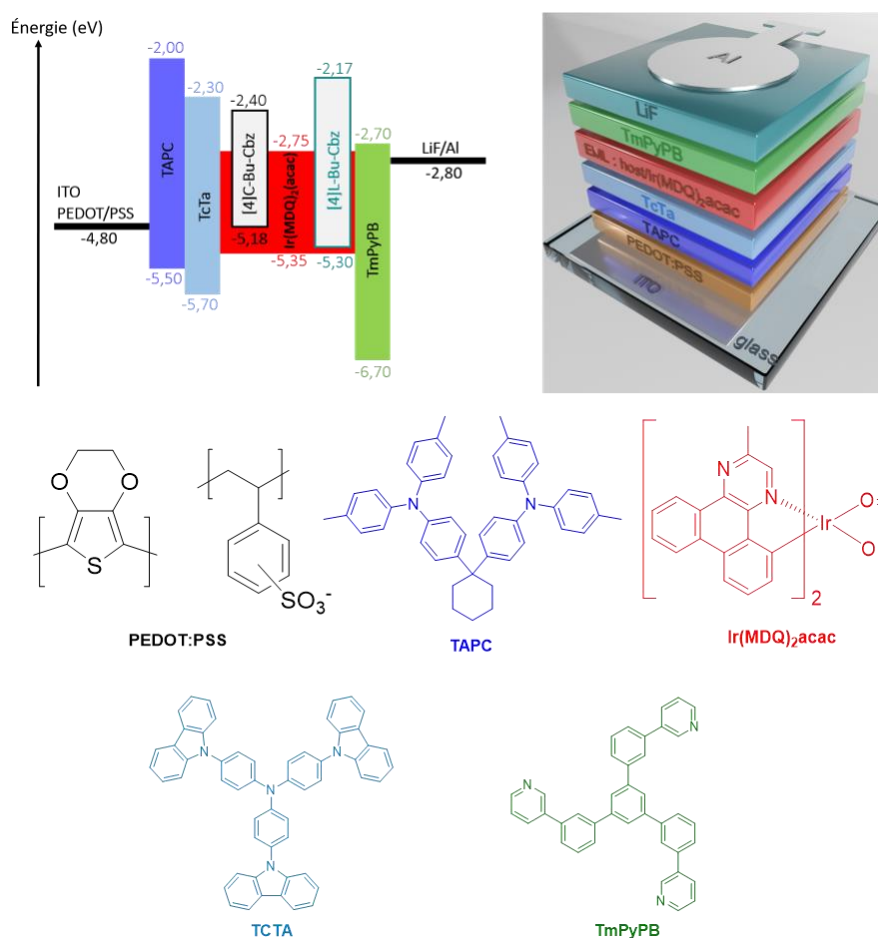 Énergie (eV)
-2,00
-2,30
-2,40
-2,17
-2,75
-2,70
LiF/Al
-2,80
ITO
PEDOT/PSS
-4,80
TAPC
TcTa
[4]C-Bu-Cbz
Ir(MDQ)₂(acac)
[4]L-Bu-Cbz
TmPyPB
-5,18
-5,35
-5,30
-5,50
-5,70
-6,70
Al
LiF
TmPyPB
EML : host/Ir(MDQ)₂acac
TcTa
TAPC
PEDOT:PSS
ITO
glass
O
O
S
SO₃⁻
PEDOT:PSS
N
N
TAPC
N
N
Ir
O
O
2
Ir(MDQ)₂acac
N
N
N
N
TCTA
N
N
N
TmPyPB